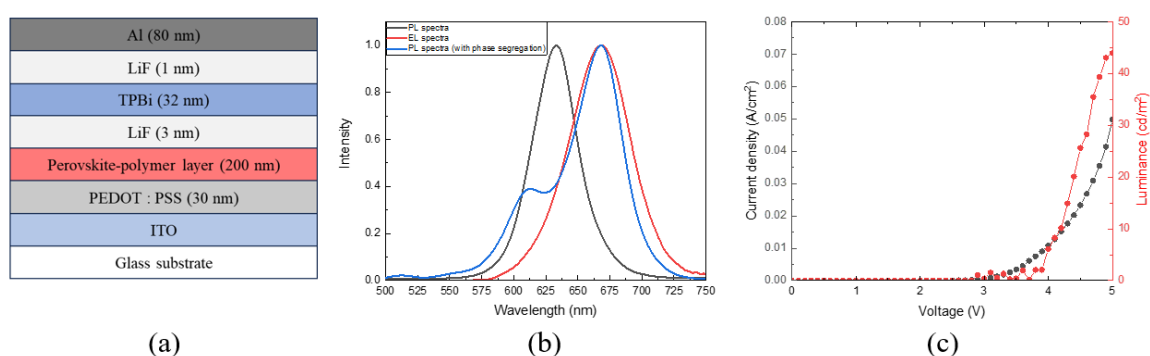 Al (80 nm)
LiF (1 nm)
TPBi (32 nm)
LiF (3 nm)
Perovskite-polymer layer (200 nm)
PEDOT : PSS (30 nm)
ITO
Glass substrate
(a)
PL spectra
EL spectra
PL spectra (with phase segregation)
1.0
0.8
0.6
0.4
0.2
0.0
Intensity
500 525 550 575 600 625 650 675 700 725 750
Wavelength (nm)
(b)
0.08
0.07
0.06
0.05
0.04
0.03
0.02
0.01
0.00
Current density (A/cm²)
50
40
30
20
10
0
Luminance (cd/m²)
0 1 2 3 4 5
Voltage (V)
(c)